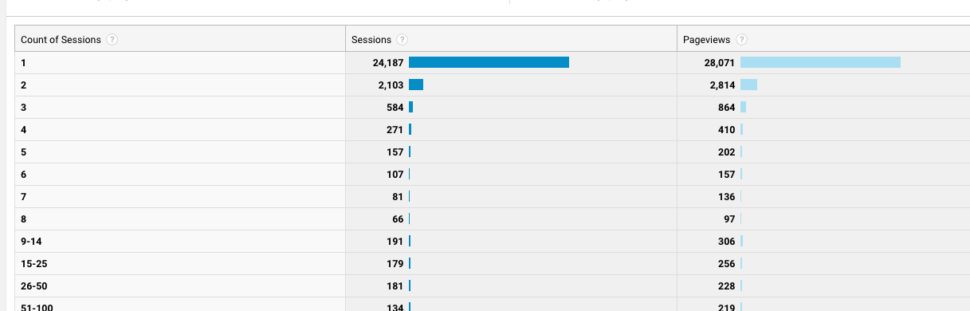 Count of Sessions ? Sessions ? Pageviews ?
1 24,187 28,071
2 2,103 2,814
3 584 864
4 271 410
5 157 202
6 107 157
7 81 136
8 66 97
9-14 191 306
15-25 179 256
26-50 181 228
51-100 134 219